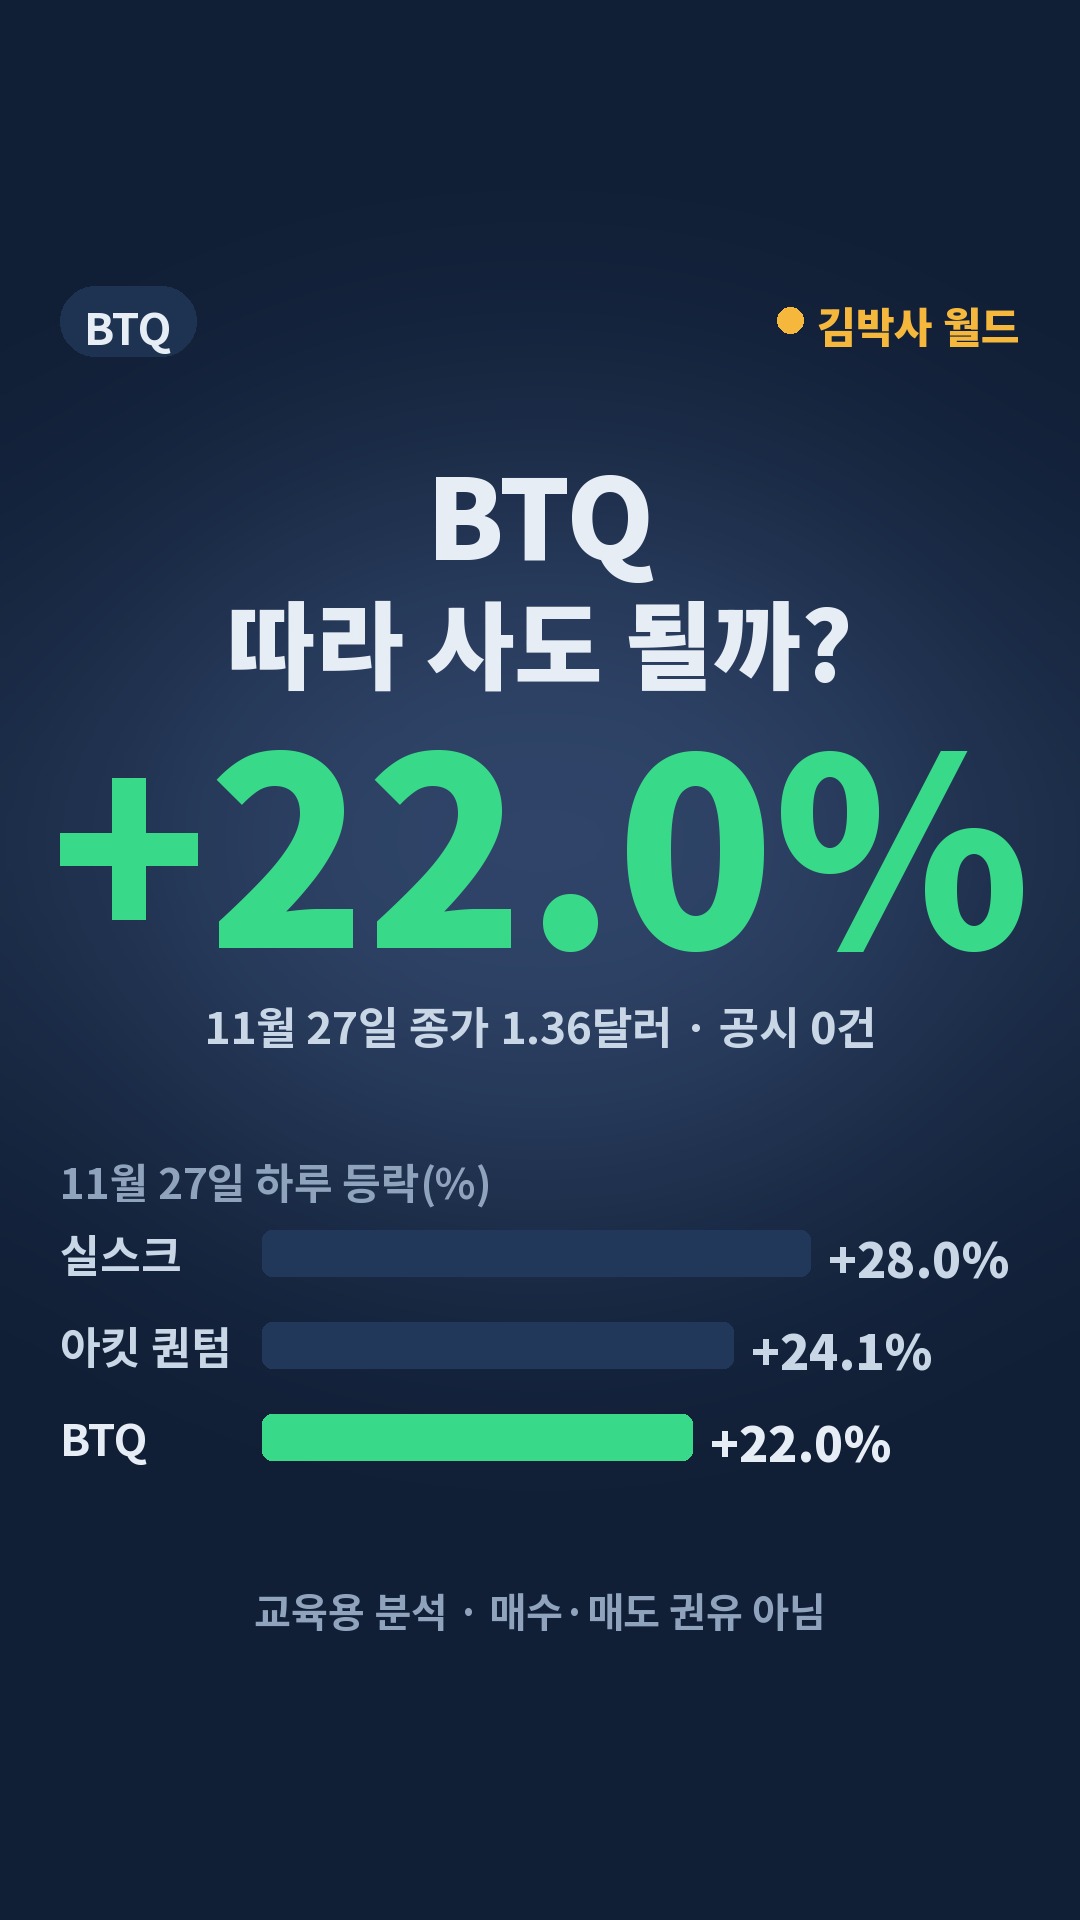 BTQ
김박사 월드
BTQ
따라 사도 될까?
+22.0%
11월 27일 종가 1.36달러 · 공시 0건
11월 27일 하루 등락(%)
실스크 +28.0%
아킷 퀀텀 +24.1%
BTQ +22.0%
교육용 분석 · 매수·매도 권유 아님